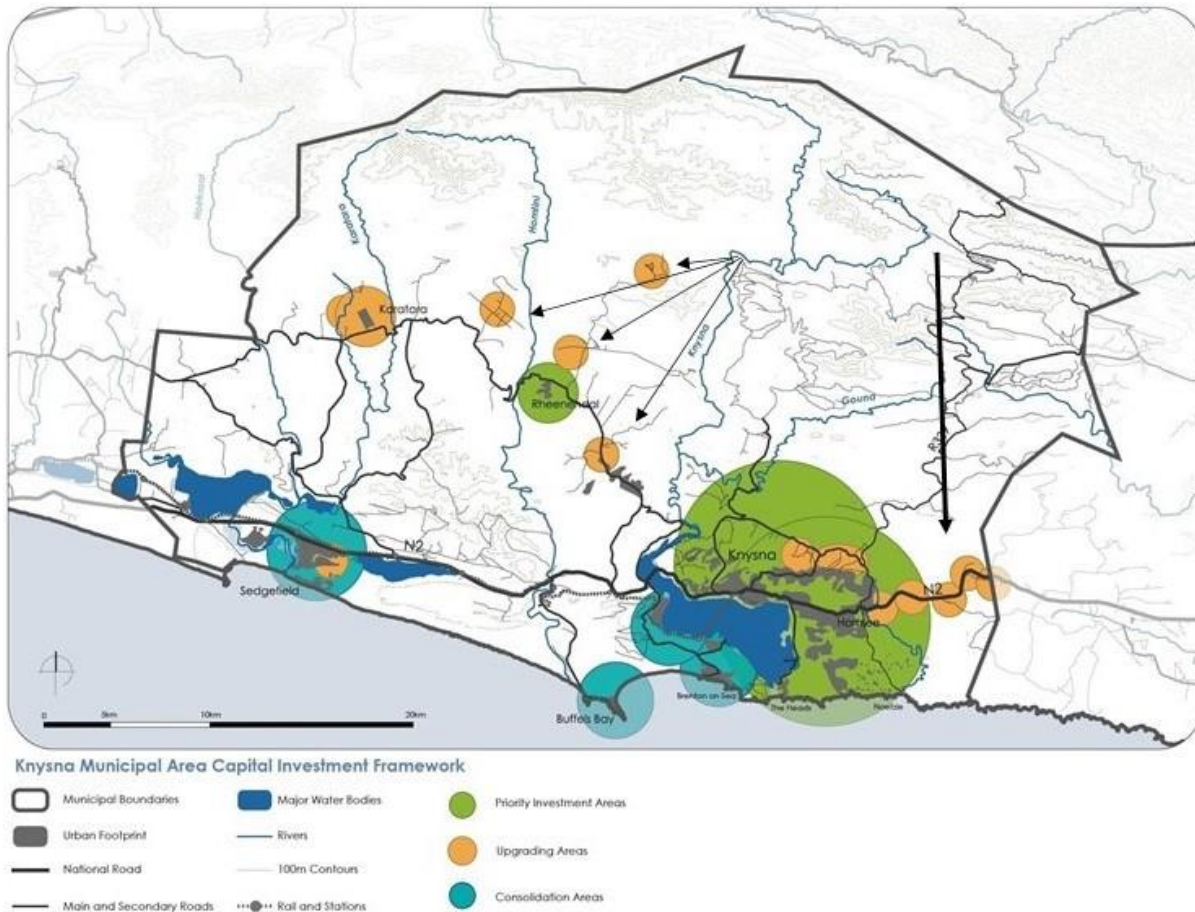 Karatara
Homtini
Karatara
Knysna
Rheenendal
Gouna
Knysna
N2
Sedgefield
N2
Hornlee
Brenton on Sea
The Heads
Noetzie
Buffels Bay
0
5km
10km
20km
Knysna Municipal Area Capital Investment Framework
Municipal Boundaries
Major Water Bodies
Priority Investment Areas
Urban Footprint
Rivers
National Road
100m Contours
Upgrading Areas
Main and Secondary Roads
Rail and Stations
Consolidation Areas